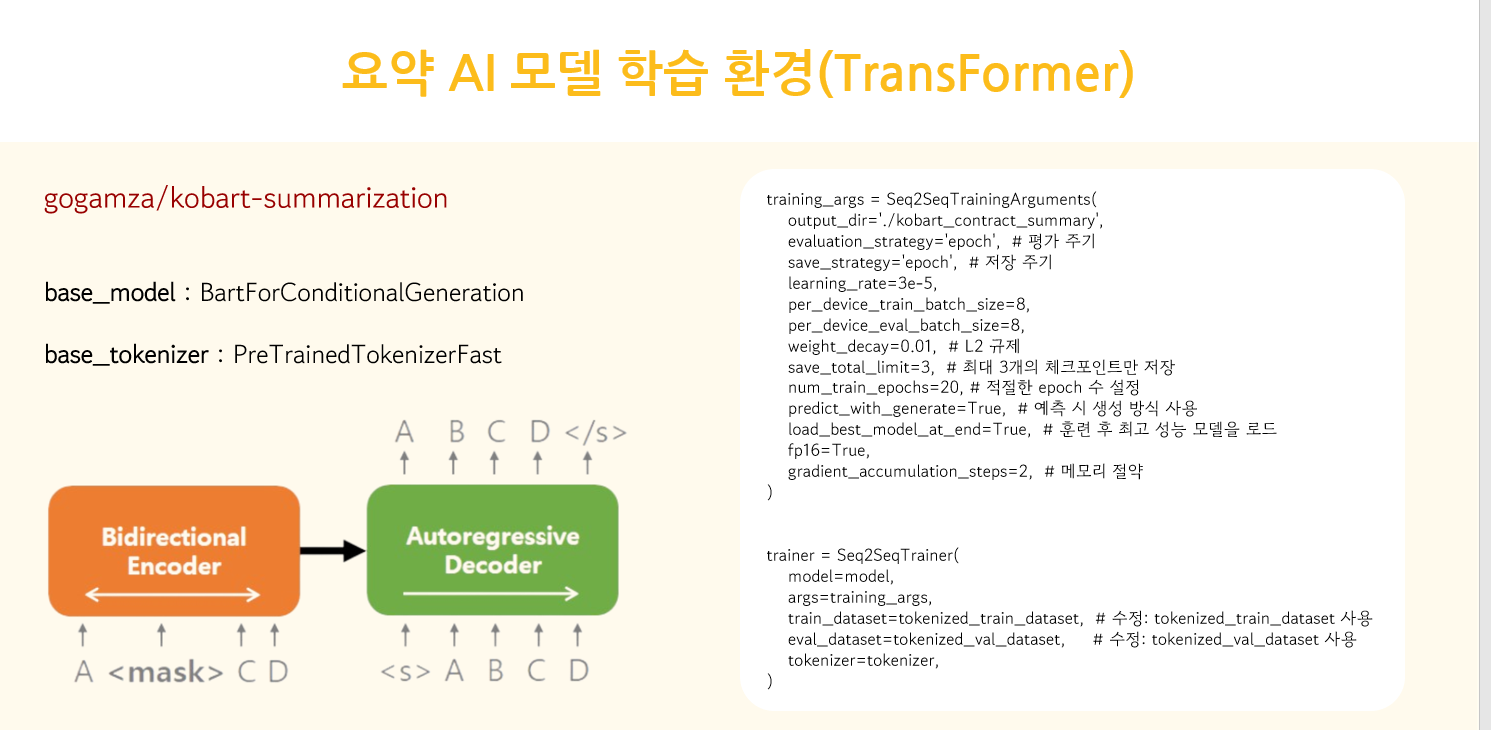 요약 AI 모델 학습 환경(TransFormer)
gogamza/kobart-summarization
base_model : BartForConditionalGeneration
base_tokenizer : PreTrainedTokenizerFast
A B C D </s>
Bidirectional
Encoder
Autoregressive
Decoder
A <mask> C D
<s> A B C D
training_args = Seq2SeqTrainingArguments(
output_dir='./kobart_contract_summary',
evaluation_strategy='epoch', # 평가 주기
save_strategy='epoch', # 저장 주기
learning_rate=3e-5,
per_device_train_batch_size=8,
per_device_eval_batch_size=8,
weight_decay=0.01, # L2 규제
save_total_limit=3, # 최대 3개의 체크포인트만 저장
num_train_epochs=20, # 적절한 epoch 수 설정
predict_with_generate=True, # 예측 시 생성 방식 사용
load_best_model_at_end=True, # 훈련 후 최고 성능 모델을 로드
fp16=True,
gradient_accumulation_steps=2, # 메모리 절약
)
trainer = Seq2SeqTrainer(
model=model,
args=training_args,
train_dataset=tokenized_train_dataset, # 수정: tokenized_train_dataset 사용
eval_dataset=tokenized_val_dataset, # 수정: tokenized_val_dataset 사용
tokenizer=tokenizer,
)